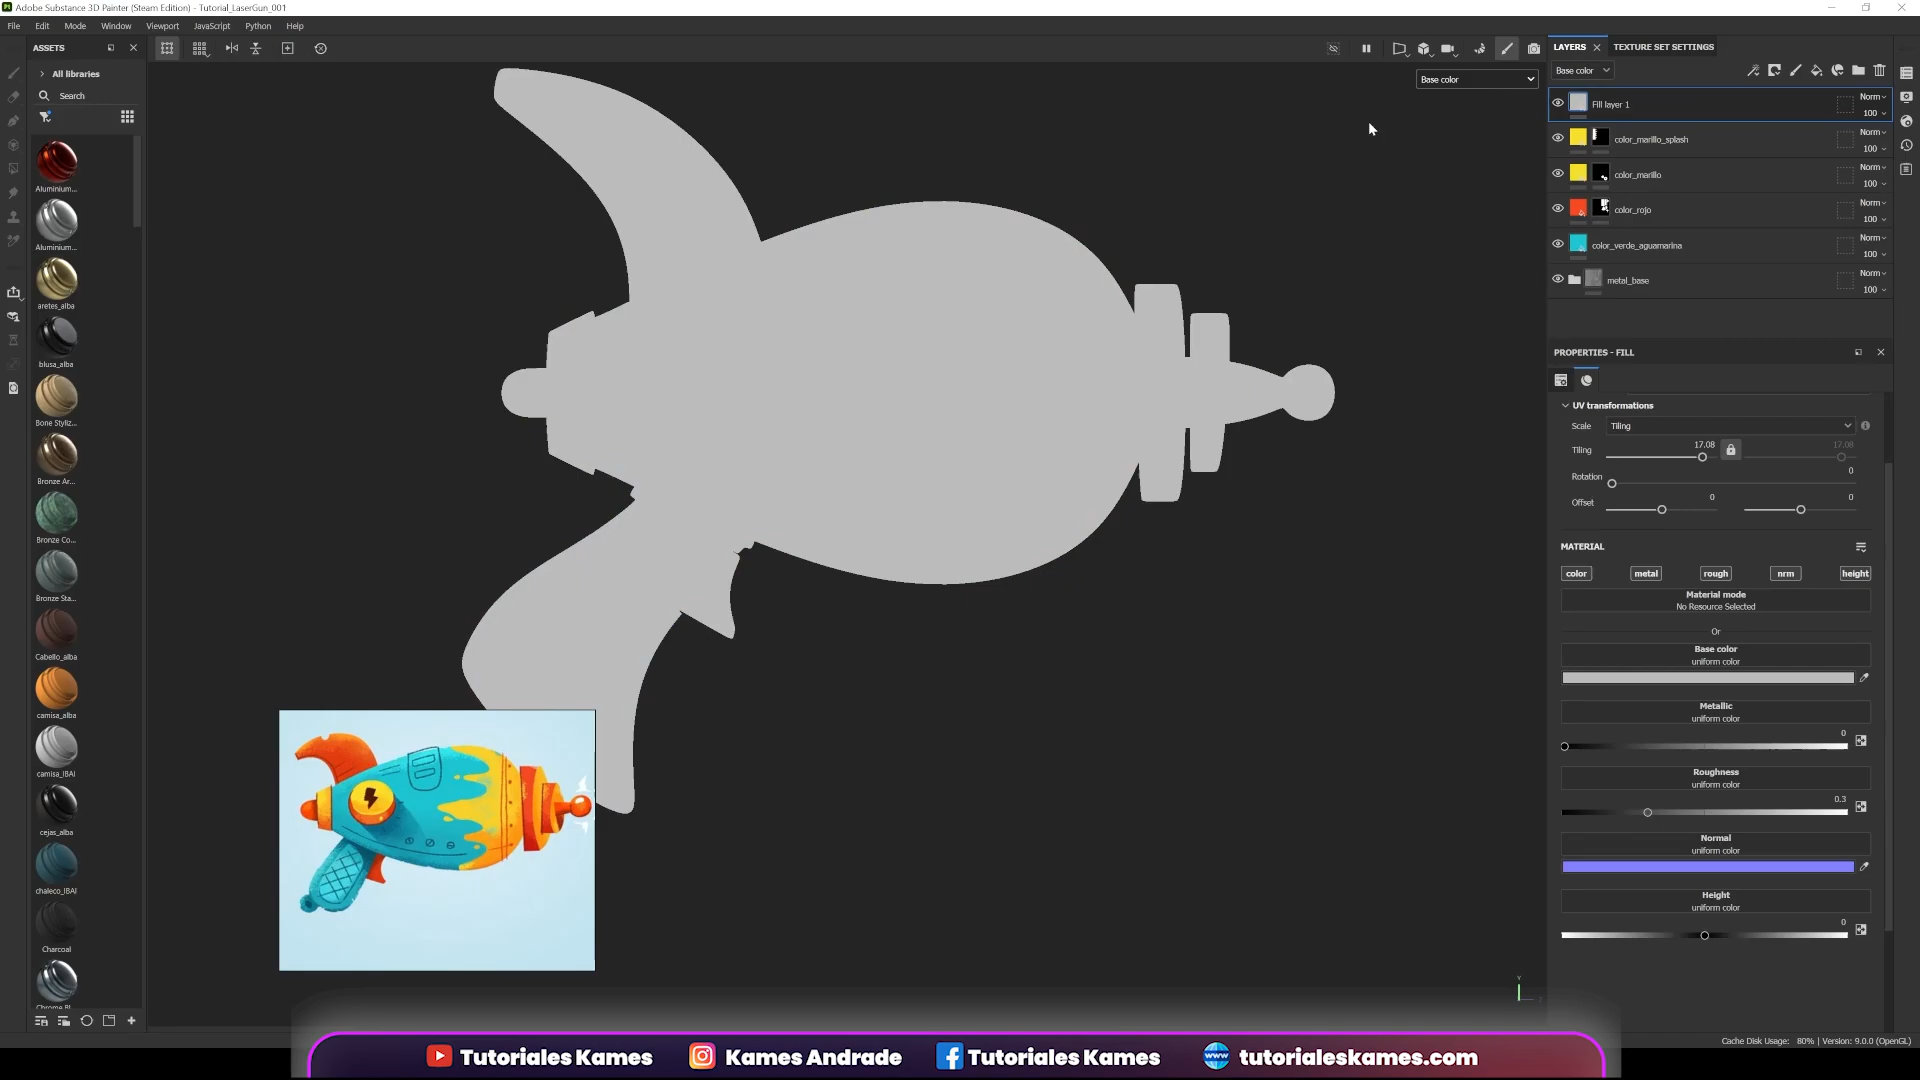 Adobe Substance 3D Painter (Steam Edition) - Tutorial_LaserGun_001
File Edit Mode Window Viewport JavaScript Python Help
ASSETS
All libraries
Search
Aluminium...
Aluminium...
aretes_alba
blusa_alba
Bone Styliz...
Bronze Ar...
Bronze Co...
Bronze Sta...
Cabello_alba
camisa_alba
camisa_IBAI
cejas_alba
chaleco_IBAI
Charcoal
Base color
LAYERS TEXTURE SET SETTINGS
Base color
Fill layer 1 Norm 100
color_marillo_splash Norm 100
color_marillo Norm 100
color_rojo Norm 100
color_verde_aguamarina Norm 100
metal_base Norm 100
PROPERTIES - FILL
UV transformations
Scale Tiling
Tiling 17.08 17.08
Rotation 0
Offset 0 0
MATERIAL
color metal rough nrm height
Material mode
No Resource Selected
Or
Base color
uniform color
Metallic
uniform color
0
Roughness
uniform color
0.3
Normal
uniform color
Height
uniform color
0
Y
Cache Disk Usage: 80% | Version: 9.0.0 (OpenGL)
Tutoriales Kames Kames Andrade Tutoriales Kames www tutorialeskames.com